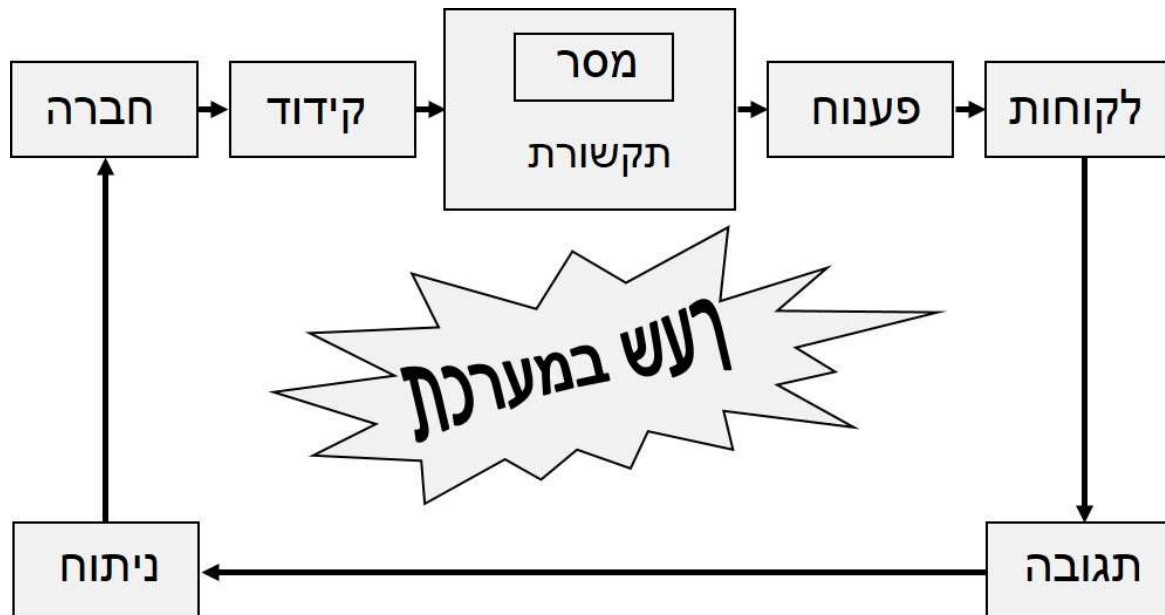 חברה
קידוד
מסר
תקשורת
פענוח
לקוחות
רעש במערכת
תגובה
ניתוח